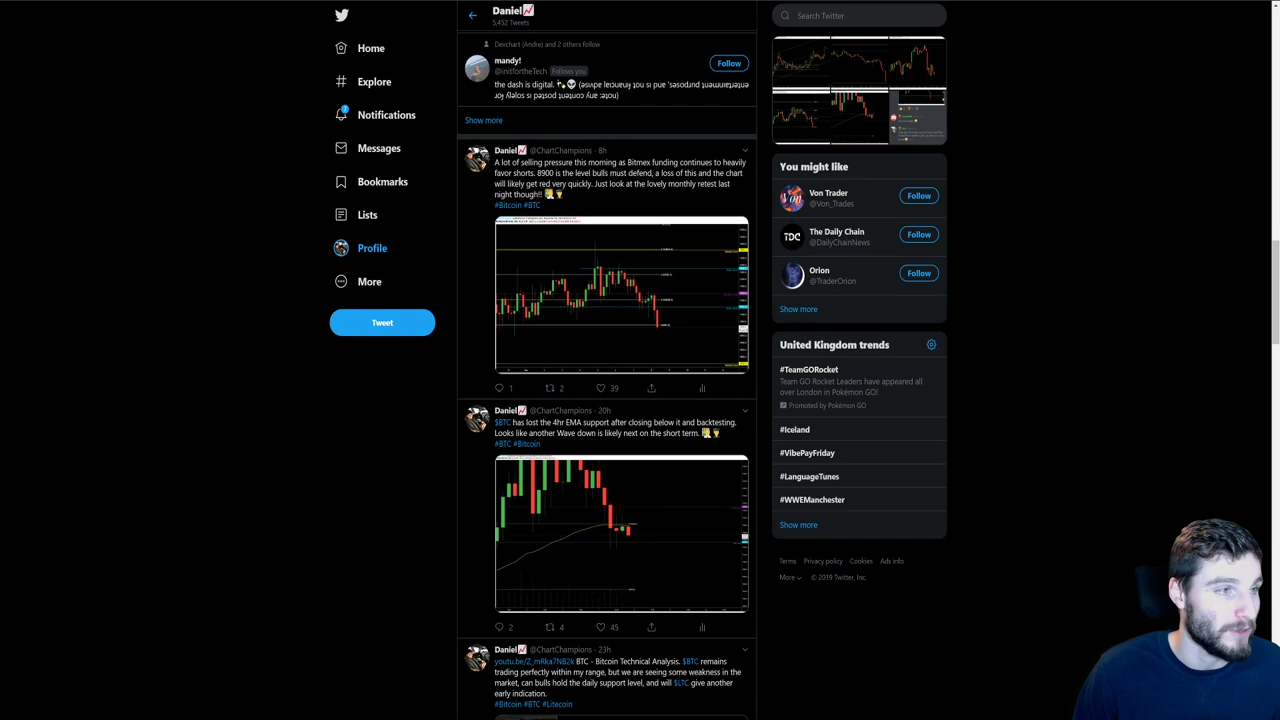 Home
Explore
Notifications
Messages
Bookmarks
Lists
Profile
More
Tweet
Daniel📈
5,452 Tweets
Devchart (Andre) and 2 others follow
mandy!
@initfortheTech Follows you
Follow
the dash is digital.
Show more
Daniel📈 @ChartChampions · 8h
A lot of selling pressure this morning as Bitmex funding continues to heavily
favor shorts. 8900 is the level bulls must defend, a loss of this and the chart
will likely get red very quickly. Just look at the lovely monthly retest last
night though!!
#Bitcoin #BTC
1 2 39
Daniel📈 @ChartChampions · 20h
$BTC has lost the 4hr EMA support after closing below it and backtesting.
Looks like another Wave down is likely next on the short term.
#BTC #Bitcoin
2 4 45
Daniel📈 @ChartChampions · 23h
youtu.be/Z_mRka7NBZk BTC - Bitcoin Technical Analysis. $BTC remains
trading perfectly within my range, but we are seeing some weakness in the
market, can bulls hold the daily support level, and will $LTC give another
early indication.
#Bitcoin #BTC #Litecoin
Search Twitter
You might like
Von Trader
@Von_Trades
Follow
TDC
The Daily Chain
@DailyChainNews
Follow
Orion
@TraderOrion
Follow
Show more
United Kingdom trends
#TeamGORocket
Team GO Rocket Leaders have appeared all
over London in Pokémon GO!
Promoted by Pokémon GO
#Iceland
#VibePayFriday
#LanguageTunes
#WWEManchester
Show more
Terms Privacy policy Cookies Ads info
More © 2019 Twitter, Inc.